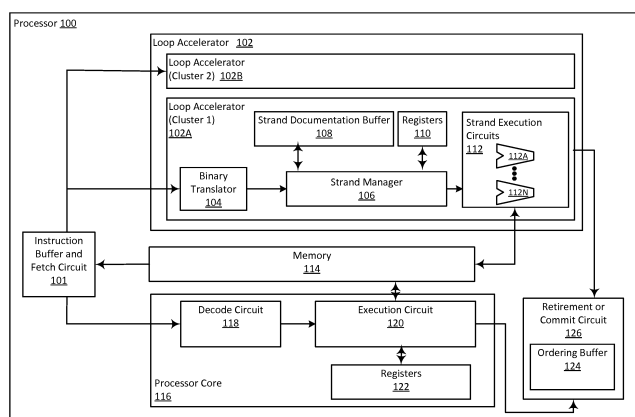 Processor 100
Loop Accelerator 102
Loop Accelerator
(Cluster 2) 102B
Loop Accelerator
(Cluster 1)
102A
Strand Documentation Buffer
108
Registers
110
Strand Execution
Circuits
112
112A
112N
Binary
Translator
104
Strand Manager
106
Instruction
Buffer and
Fetch Circuit
101
Memory
114
Decode Circuit
118
Execution Circuit
120
Registers
122
Processor Core
116
Retirement or
Commit Circuit
126
Ordering Buffer
124